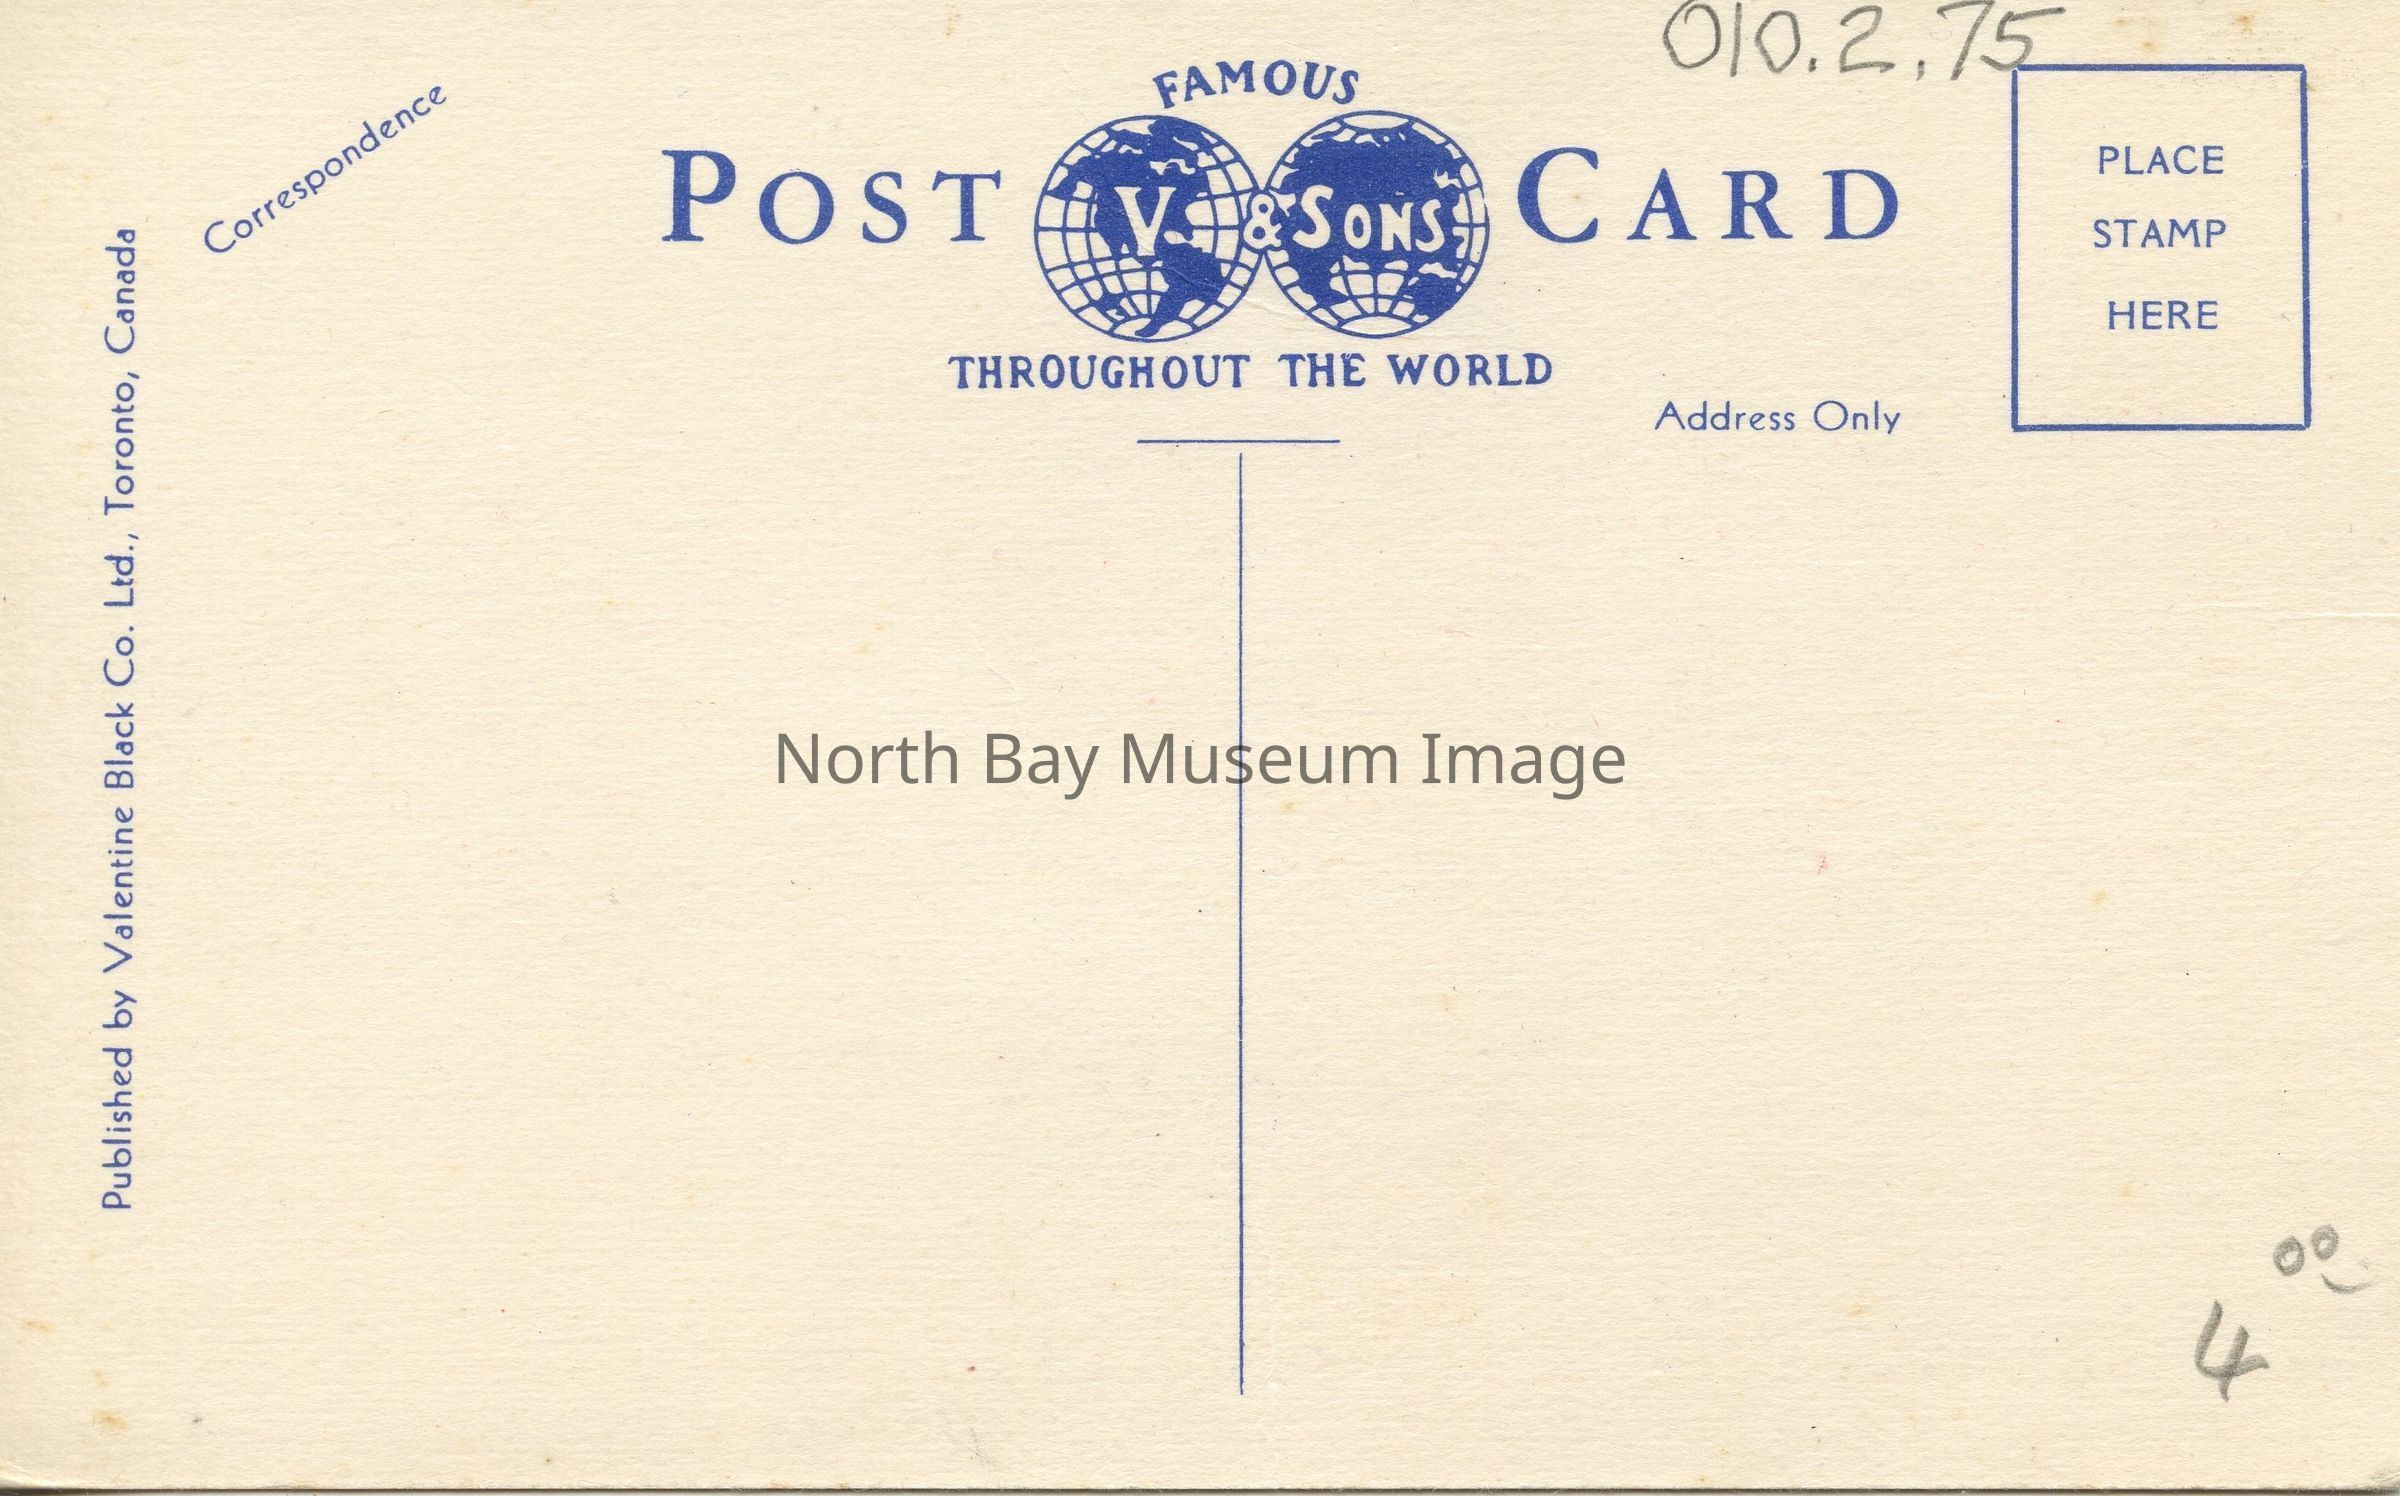 010.2.75
FAMOUS
POST V & SONS CARD
THROUGHOUT THE WORLD
Correspondence
Address Only
PLACE
STAMP
HERE
Published by Valentine Black Co. Ltd., Toronto, Canada
North Bay Museum Image
4 00